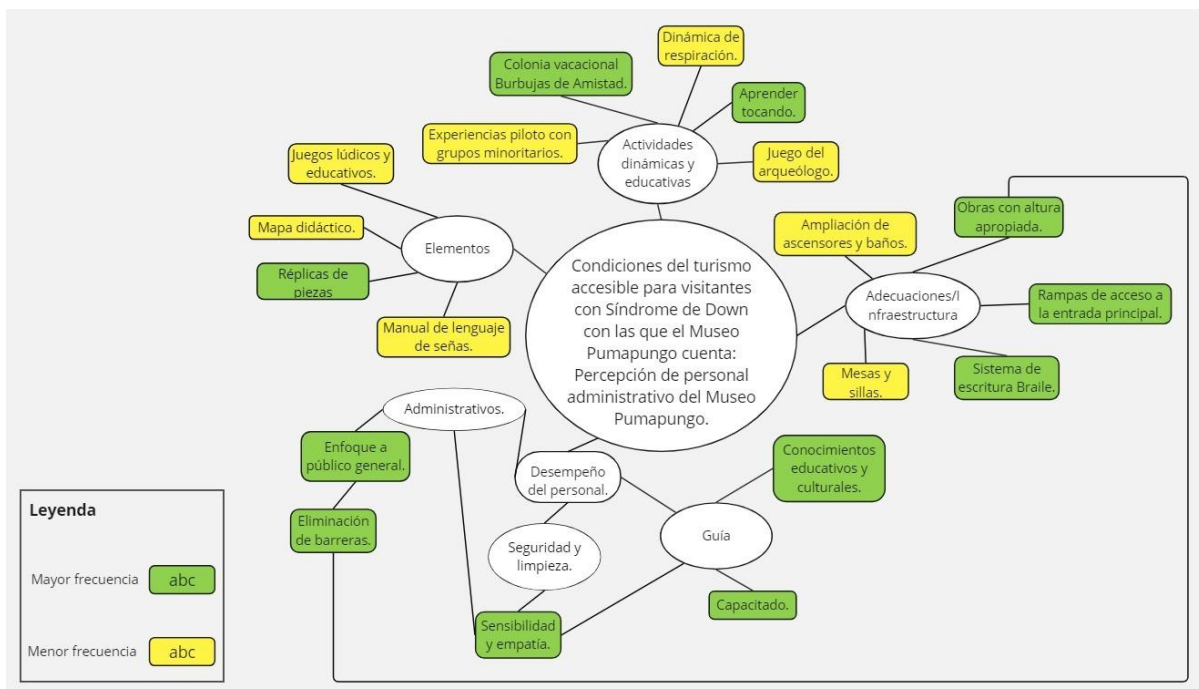 Dinámica de
respiración.
Colonia vacacional
Burbujas de Amistad.
Aprender
tocando.
Experiencias piloto con
grupos minoritarios.
Actividades
dinámicas y
educativas
Juego del
arqueólogo.
Juegos lúdicos y
educativos.
Mapa didáctico.
Elementos
Réplicas de
piezas
Manual de lenguaje
de señas.
Condiciones del turismo
accesible para visitantes
con Síndrome de Down
con las que el Museo
Pumapungo cuenta:
Percepción de personal
administrativo del Museo
Pumapungo.
Ampliación de
ascensores y baños.
Obras con altura
apropiada.
Adecuaciones/I
nfraestructura
Rampas de acceso a
la entrada principal.
Mesas y
sillas.
Sistema de
escritura Braile.
Administrativos.
Enfoque a
público general.
Eliminación
de barreras.
Desempeño
del personal.
Seguridad y
limpieza.
Sensibilidad
y empatía.
Guía
Conocimientos
educativos y
culturales.
Capacitado.
Leyenda
Mayor frecuencia abc
Menor frecuencia abc